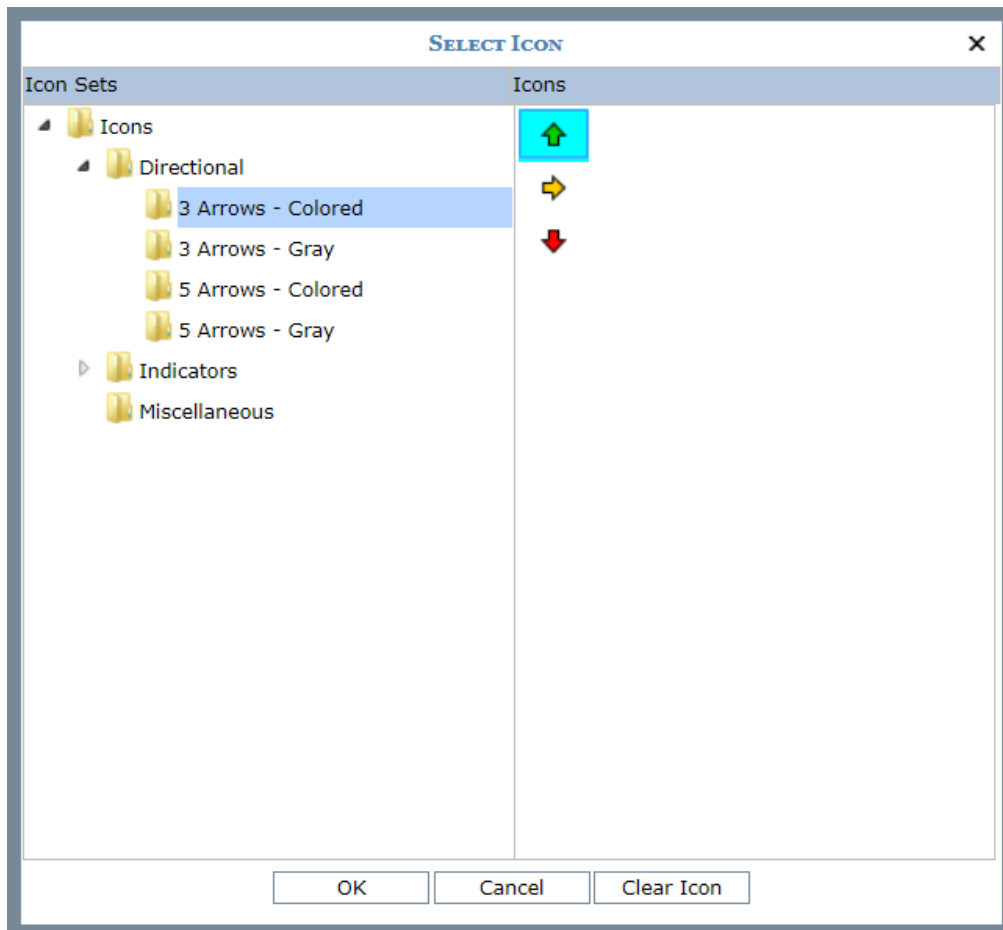 Select Icon
Icon Sets
Icons
Icons
Directional
3 Arrows - Colored
3 Arrows - Gray
5 Arrows - Colored
5 Arrows - Gray
Indicators
Miscellaneous
OK
Cancel
Clear Icon